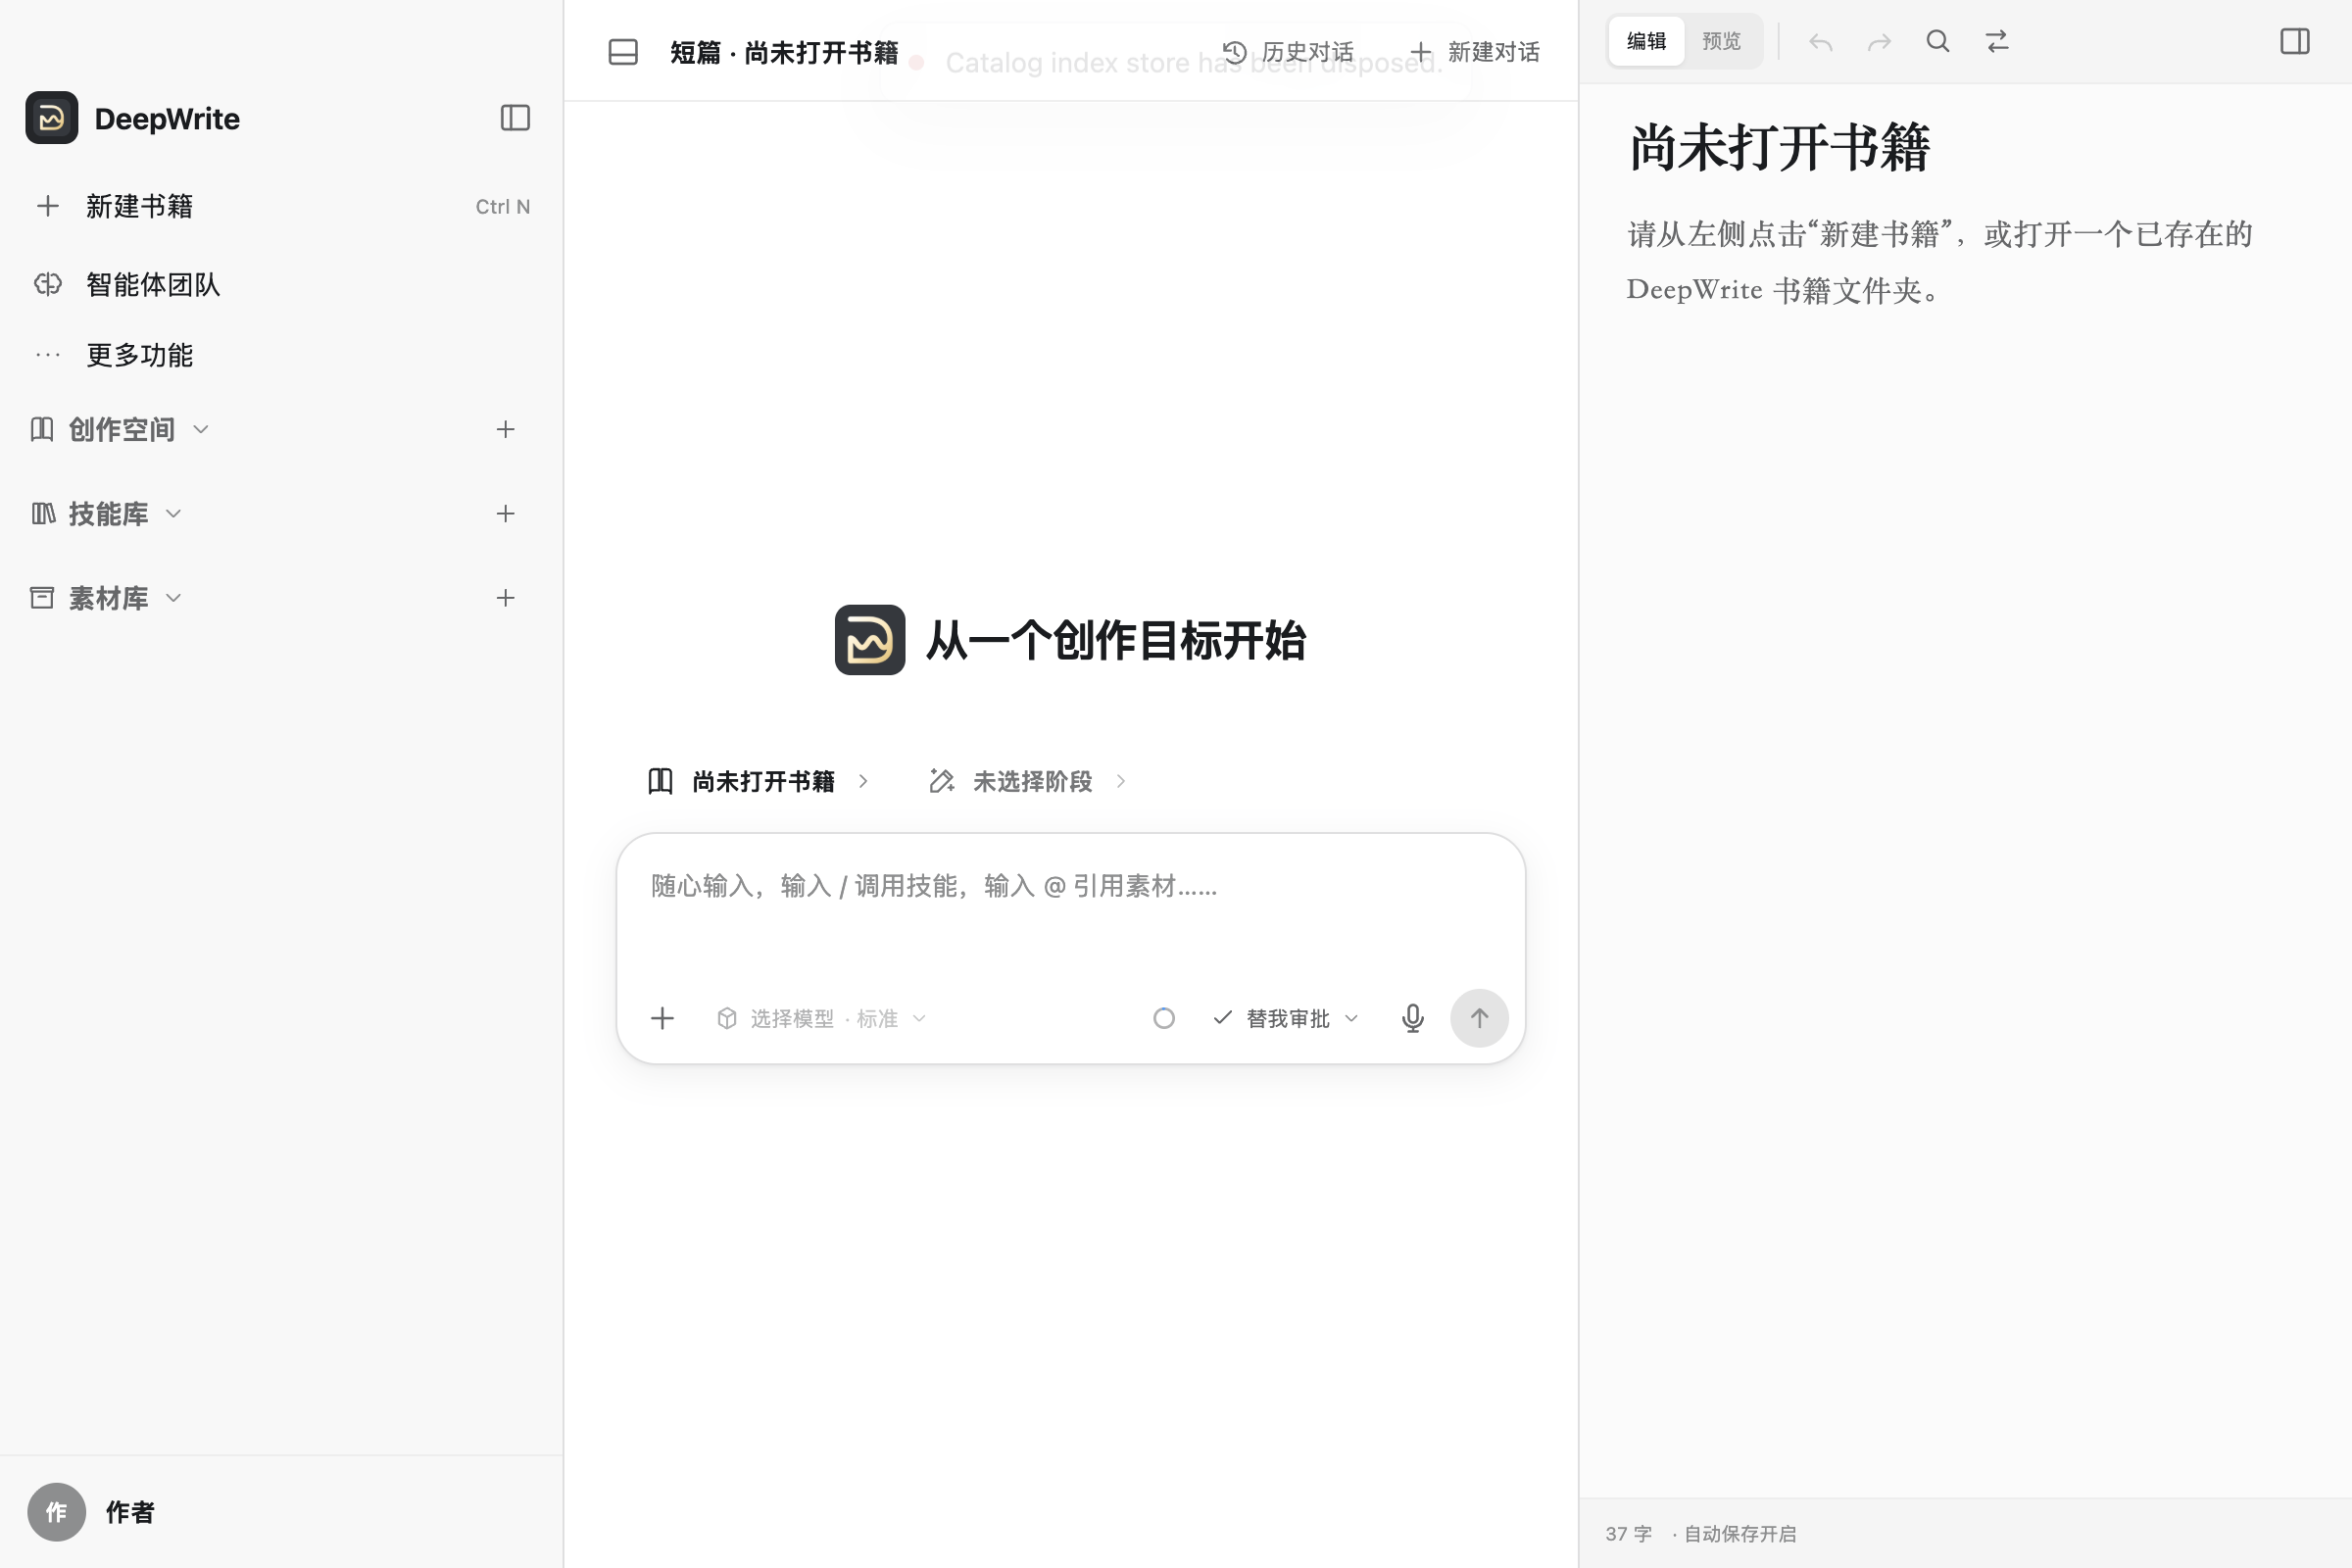 DeepWrite
新建书籍 Ctrl N
智能体团队
更多功能
创作空间
技能库
素材库
作 作者
短篇 · 尚未打开书籍
Catalog index store has been disposed.
历史对话
新建对话
从一个创作目标开始
尚未打开书籍
未选择阶段
随心输入，输入 / 调用技能，输入 @ 引用素材……
选择模型 · 标准
替我审批
编辑 预览
尚未打开书籍
请从左侧点击“新建书籍”，或打开一个已存在的
DeepWrite 书籍文件夹。
37 字 · 自动保存开启